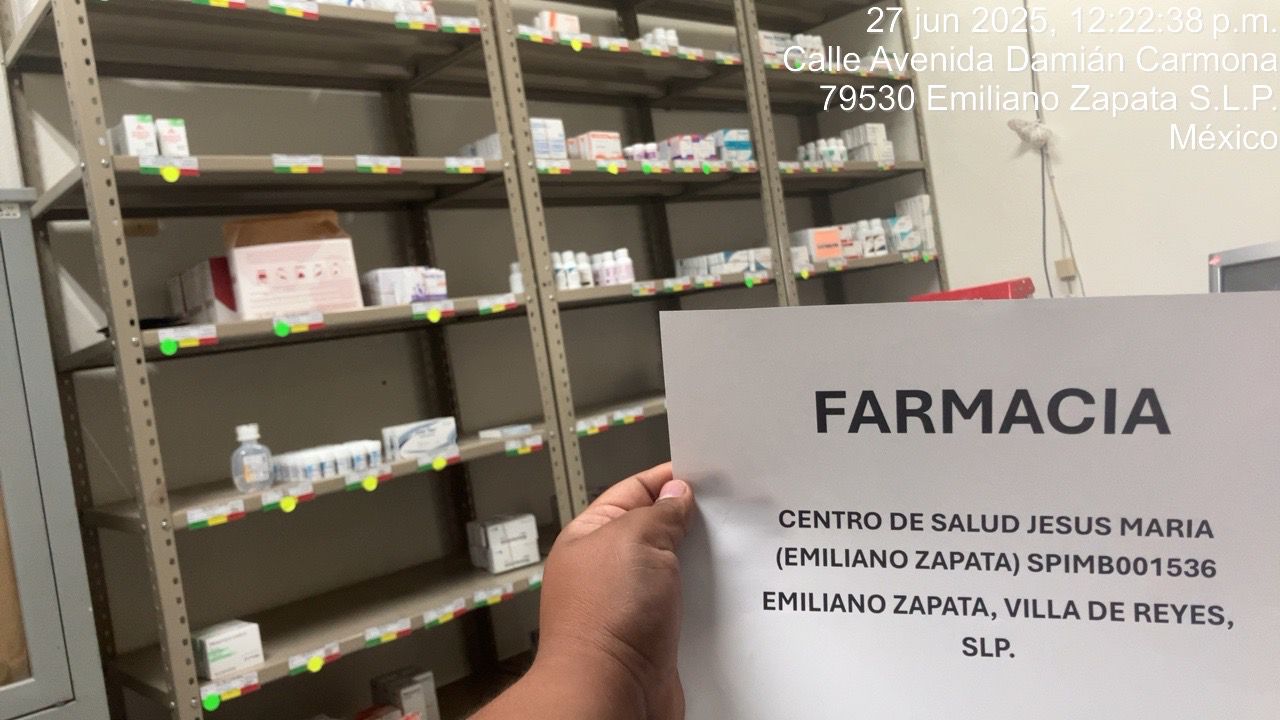 27 jun 2025, 12:22:38 p.m.
Calle Avenida Damián Carmona
79530 Emiliano Zapata S.L.P.
México
FARMACIA
CENTRO DE SALUD JESUS MARIA
(EMILIANO ZAPATA) SPIMB001536
EMILIANO ZAPATA, VILLA DE REYES,
SLP.